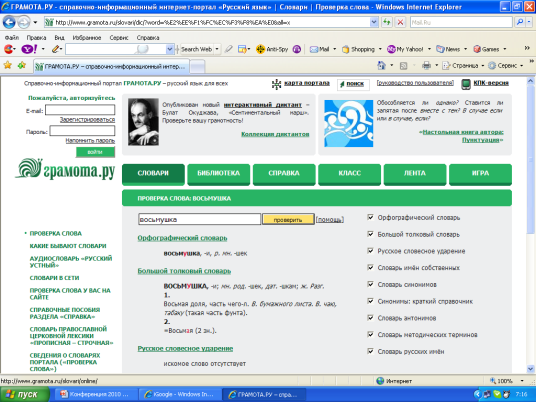 ГРАМОТА.РУ – справочно-информационный интернет-портал «Русский язык» | Словари | Проверка слова - Windows Internet Explorer
http://www.gramota.ru/slovari/dic/?word=%E2%EE%F1%FC%EC%F3%F8%EA%E0&all=x
Mail.Ru
Файл Правка Вид Избранное Сервис Справка
Search Web
Anti-Spy
Mail
Shopping
My Yahoo!
News
Games
ГРАМОТА.РУ – справочно-информационный интер...
Страница
Сервис
Справочно-информационный портал ГРАМОТА.РУ – русский язык для всех
карта портала
поиск
[руководство пользователя]
КПК-версия
Пожалуйста, авторизуйтесь
E-mail:
Зарегистрироваться
Пароль:
Напомнить пароль
войти
Опубликован новый интерактивный диктант –
Булат Окуджава, «Сентиментальный марш».
Проверьте вашу грамотность!
Коллекция диктантов
Обособляется ли однако? Ставится ли
запятая после вместе с тем? В случае если
или в случае, если?
«Настольная книга автора:
Пунктуация»
грамота.ру
СЛОВАРИ
БИБЛИОТЕКА
СПРАВКА
КЛАСС
ЛЕНТА
ИГРА
ПРОВЕРКА СЛОВА
КАКИЕ БЫВАЮТ СЛОВАРИ
АУДИОСЛОВАРЬ «РУССКИЙ
УСТНЫЙ»
СЛОВАРИ В СЕТИ
ПРОВЕРКА СЛОВА У ВАС НА
САЙТЕ
СПРАВОЧНЫЕ ПОСОБИЯ
РАЗДЕЛА «СПРАВКА»
СЛОВАРЬ ПРАВОСЛАВНОЙ
ЦЕРКОВНОЙ ЛЕКСИКИ
«ПРОПИСНАЯ – СТРОЧНАЯ»
СВЕДЕНИЯ О СЛОВАРЯХ
ПОРТАЛА («ПРОВЕРКА
СЛОВА»)
ПРОВЕРКА СЛОВА: ВОСЬМУШКА
восьмушка
проверить
[помощь]
Орфографический словарь
восьмушка, -и, р. мн. -шек
Большой толковый словарь
ВОСЬМУШКА, -и; мн. род. -шек, дат. -шкам; ж. Разг.
1.
Восьмая доля, часть чего-л. В. бумажного листа. В. чаю,
табаку (такая часть фунта).
2.
=Восьмая (2 зн.).
Русское словесное ударение
искомое слово отсутствует
Орфографический словарь
Большой толковый словарь
Русское словесное ударение
Словарь имён собственных
Словарь синонимов
Синонимы: краткий справочник
Словарь антонимов
Словарь методических терминов
Словарь русских имён
http://www.gramota.ru/slovari/online/
Интернет
100%
пуск
Конференция 2010 ...
iGoogle - Windows In...
ГРАМОТА.РУ – спра...
7:16